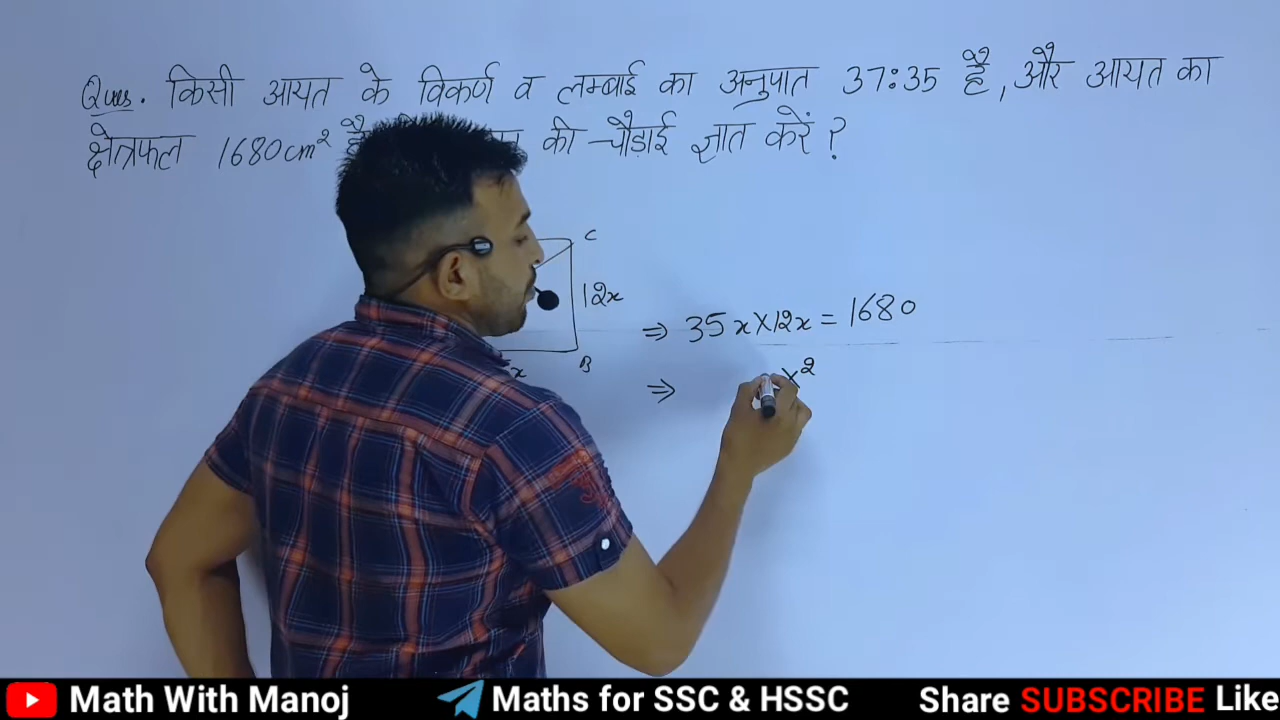 Ques. किसी आयत के विकर्ण व लम्बाई का अनुपात 37:35 है, और आयत का
क्षेत्रफल 1680cm² है की चौड़ाई ज्ञात करें ?
C
12x
B
x
⇒ 35x×12x = 1680
⇒ x²
Math With Manoj
Maths for SSC & HSSC
Share SUBSCRIBE Like